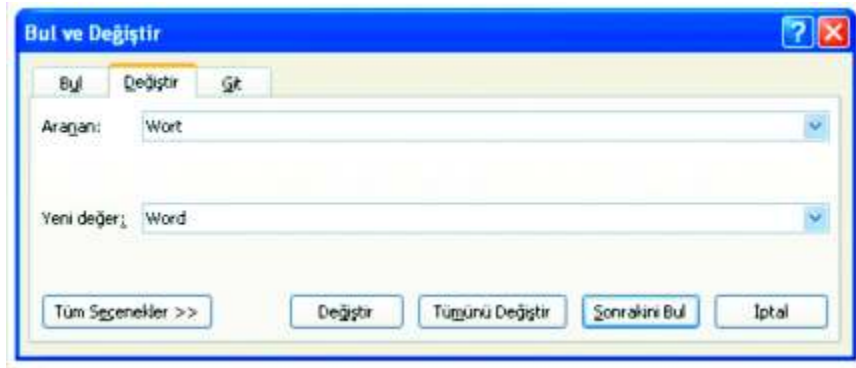 Bul ve Değiştir
Bul Değiştir Git
Aranan: Wort
Yeni değer: Word
Tüm Seçenekler >> Değiştir Tümünü Değiştir Sonrakini Bul İptal